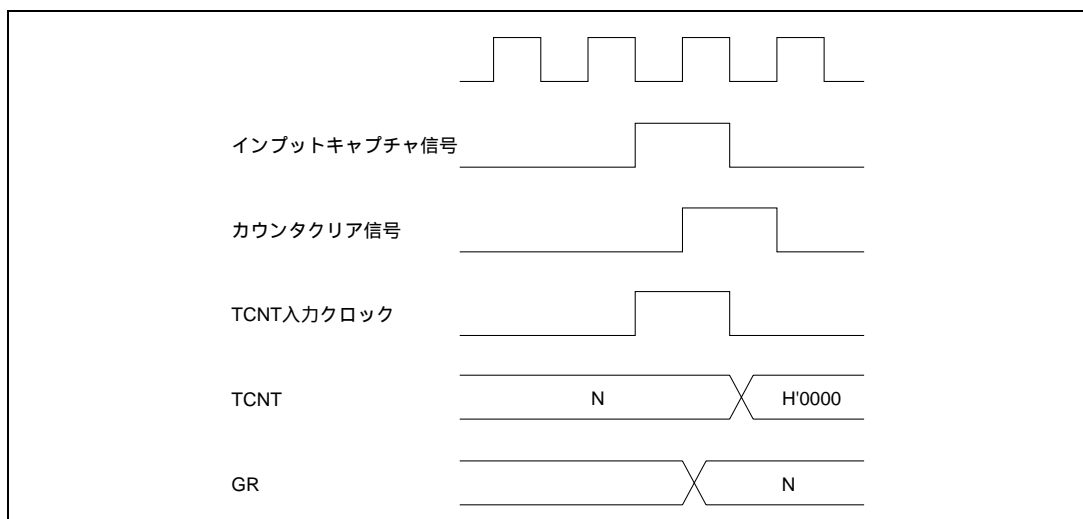 インプットキャプチャ信号
カウンタクリア信号
TCNT入力クロック
TCNT
N
H'0000
GR
N